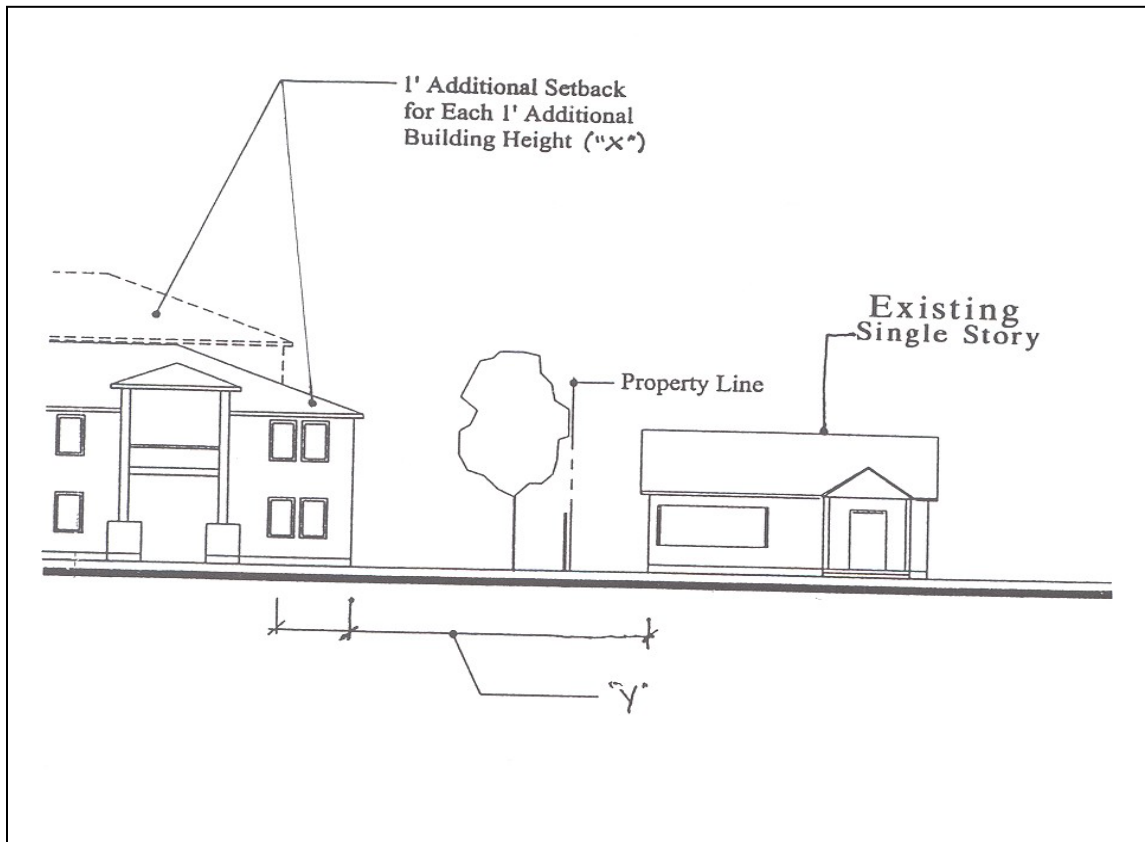 1' Additional Setback
for Each 1' Additional
Building Height ("X")
Existing
Single Story
Property Line
"Y"